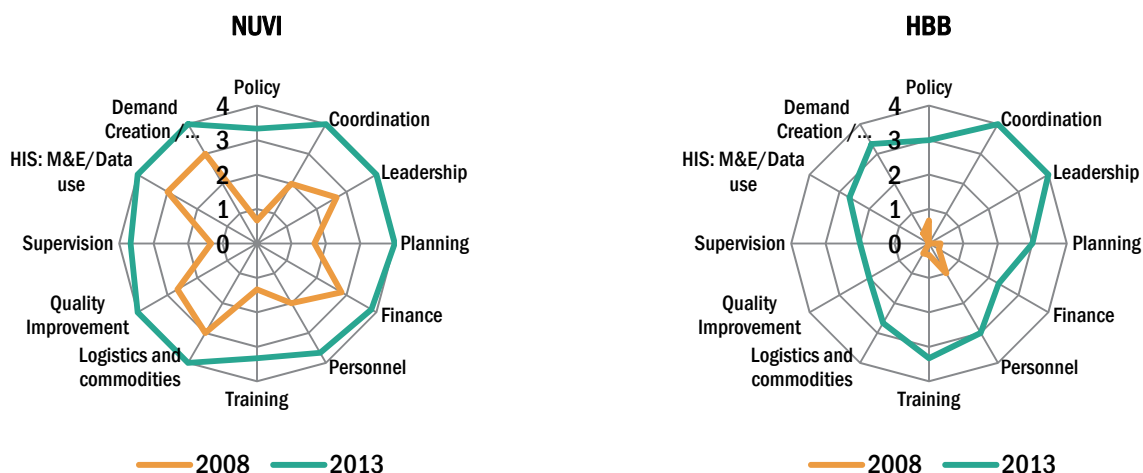 NUVI
Policy
Coordination
Leadership
Planning
Finance
Personnel
Training
Logistics and
commodities
Quality
Improvement
Supervision
HIS: M&E/Data
use
Demand
Creation /...
4
3
2
1
0
2008
2013
HBB
Policy
Coordination
Leadership
Planning
Finance
Personnel
Training
Logistics and
commodities
Quality
Improvement
Supervision
HIS: M&E/Data
use
Demand
Creation /...
4
3
2
1
0
2008
2013